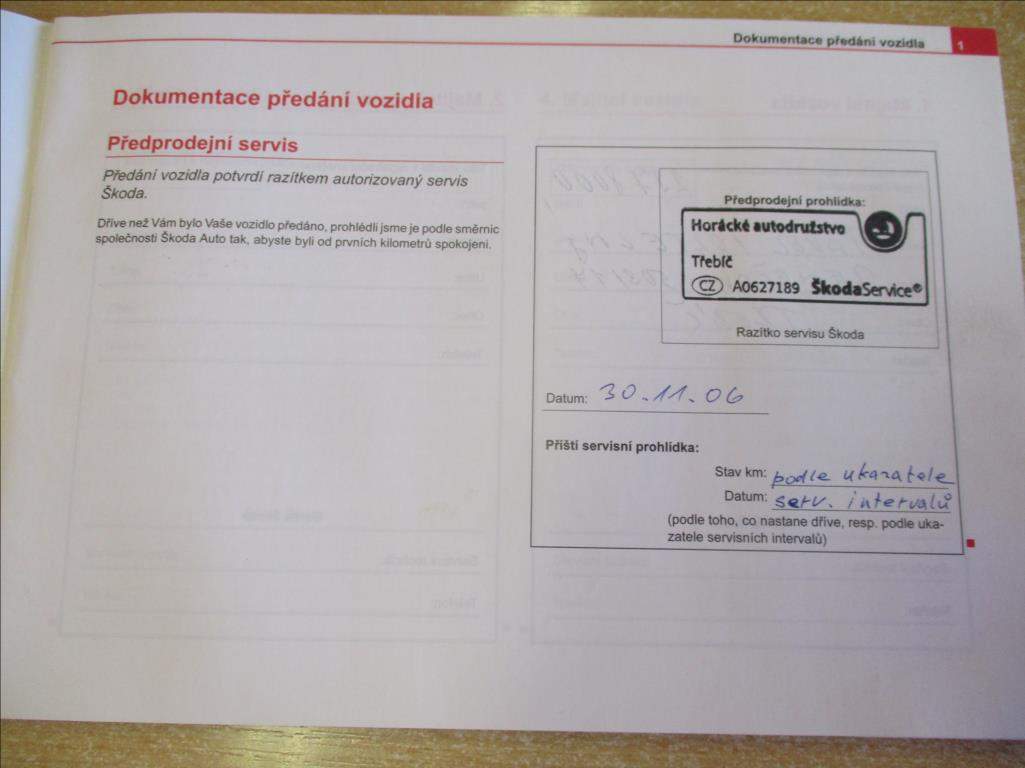 Dokumentace předání vozidla 1
Dokumentace předání vozidla
Předprodejní servis
Předání vozidla potvrdí razítkem autorizovaný servis
Škoda.
Dříve než Vám bylo Vaše vozidlo předáno, prohlédli jsme je podle směrnic
společnosti Škoda Auto tak, abyste byli od prvních kilometrů spokojeni.
Předprodejní prohlídka:
Horácké autodružstvo
Třebíč
CZ A0627189 ŠkodaService®
Razítko servisu Škoda
Datum: 30.11.06
Příští servisní prohlídka:
Stav km: podle ukazatele
Datum: serv. intervalů
(podle toho, co nastane dříve, resp. podle uka-
zatele servisních intervalů)